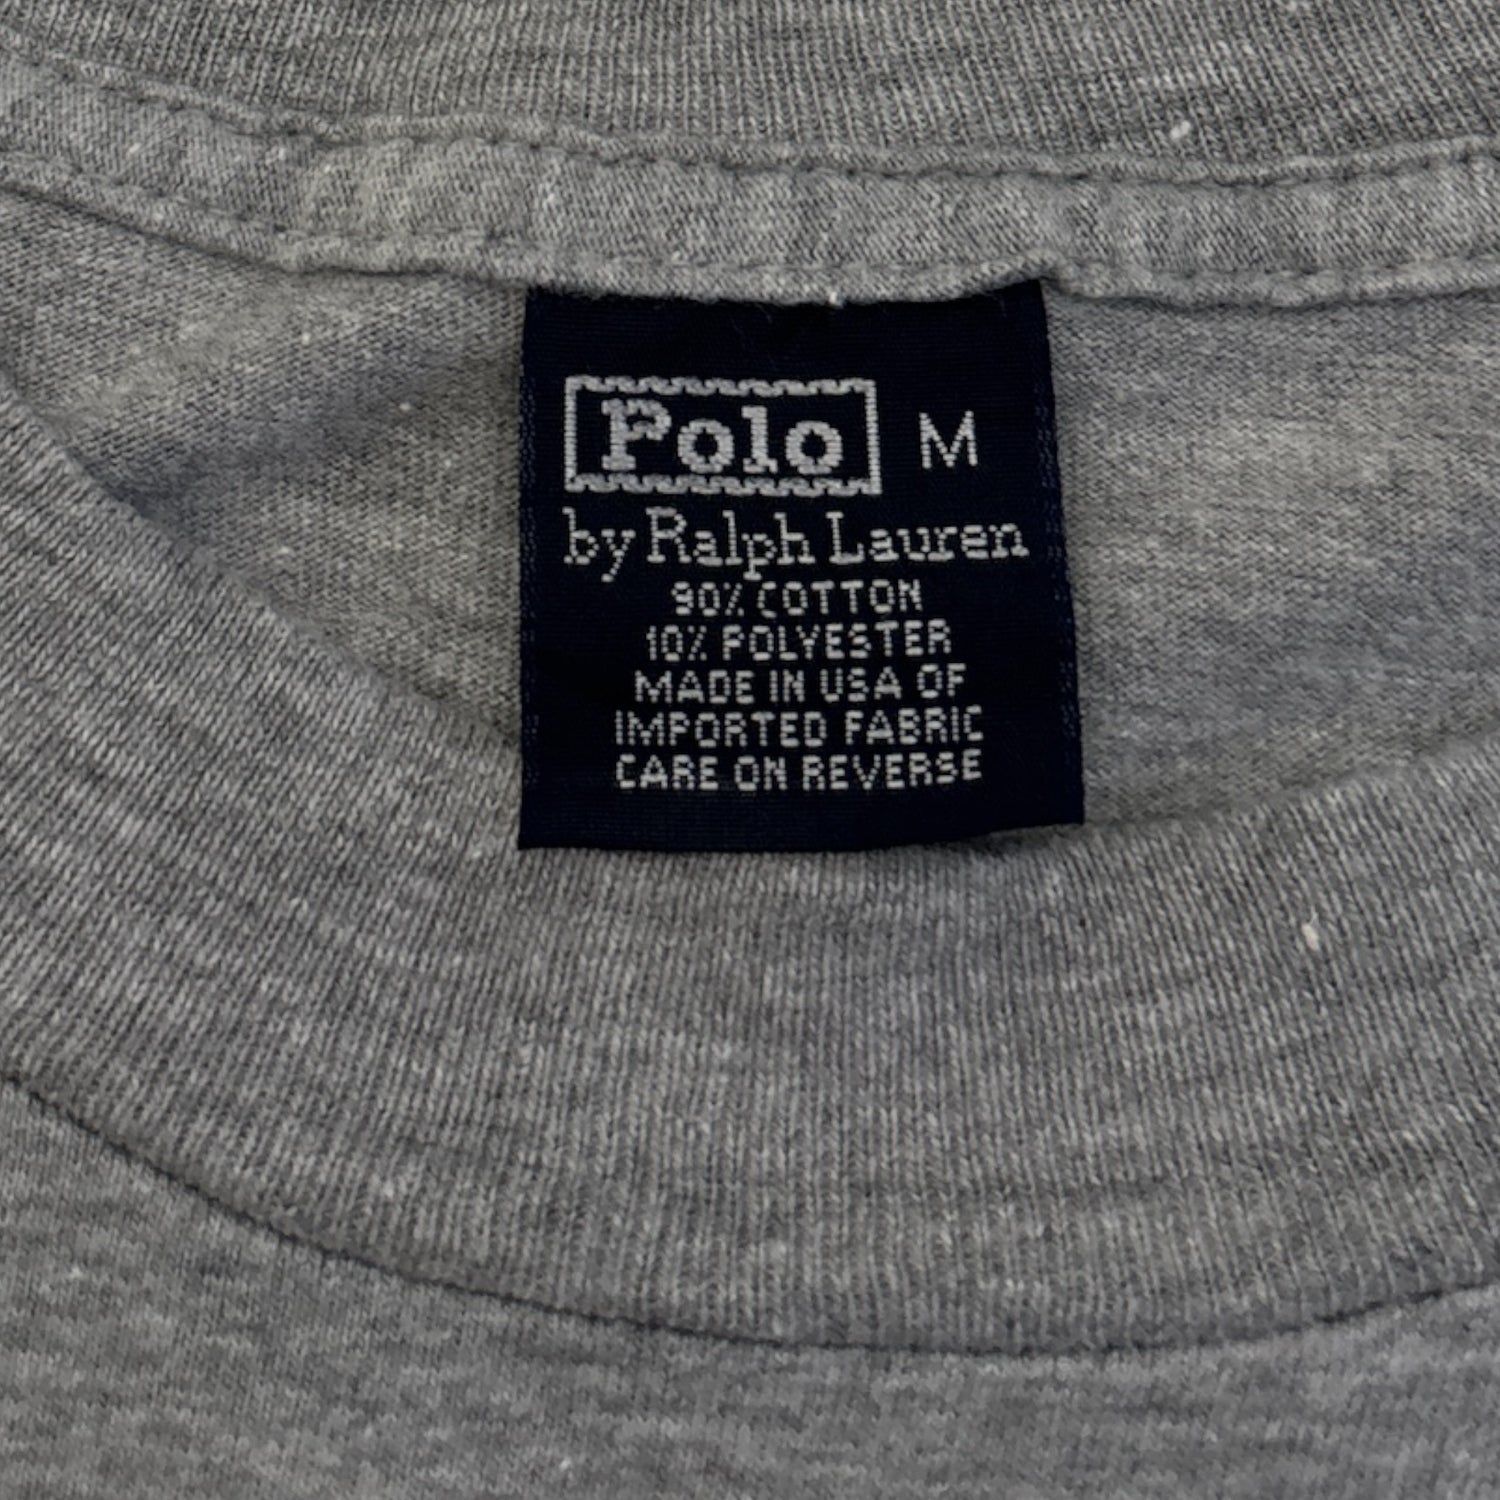 Polo M
by Ralph Lauren
90% COTTON
10% POLYESTER
MADE IN USA OF
IMPORTED FABRIC
CARE ON REVERSE